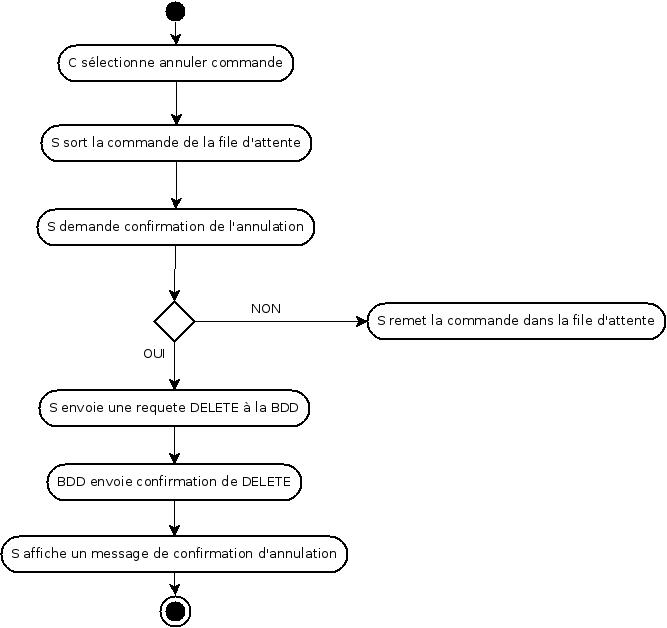 C sélectionne annuler commande
S sort la commande de la file d'attente
S demande confirmation de l'annulation
NON
S remet la commande dans la file d'attente
OUI
S envoie une requete DELETE à la BDD
BDD envoie confirmation de DELETE
S affiche un message de confirmation d'annulation